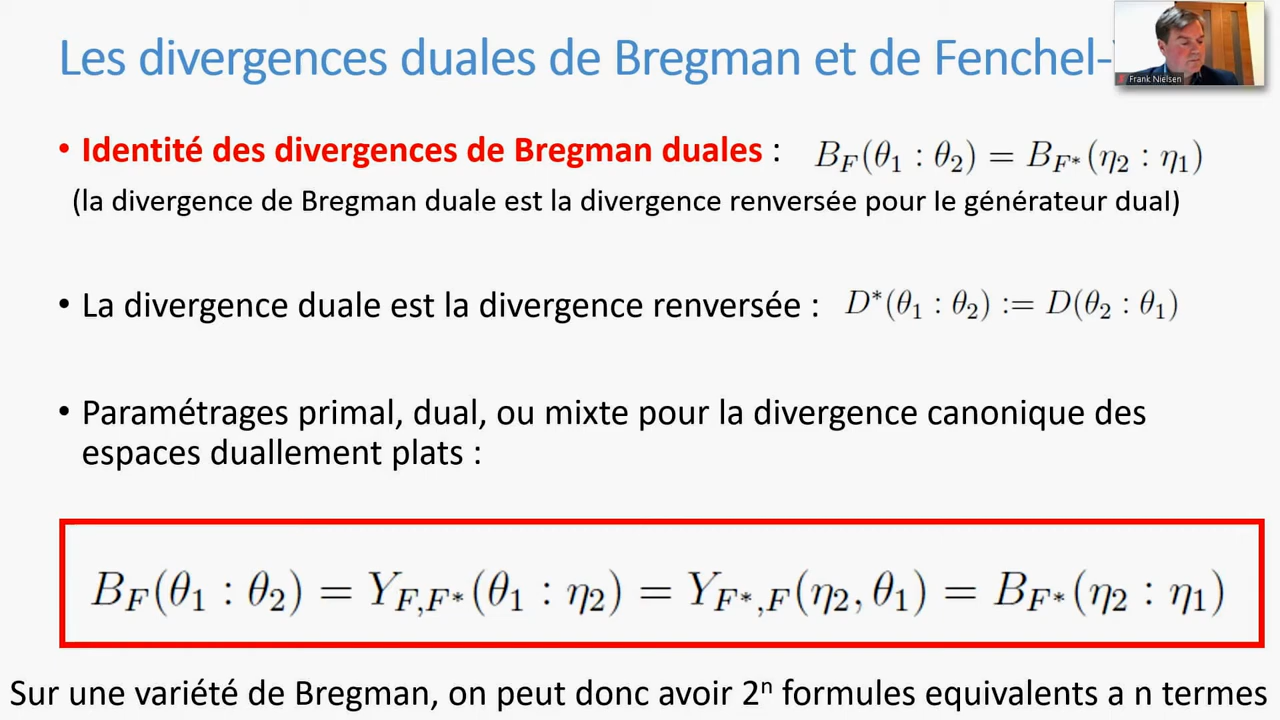 Les divergences duales de Bregman et de Fenchel-
Frank Nielsen
• Identité des divergences de Bregman duales : B_F(θ₁ : θ₂) = B_{F*}(η₂ : η₁)
(la divergence de Bregman duale est la divergence renversée pour le générateur dual)
• La divergence duale est la divergence renversée : D*(θ₁ : θ₂) := D(θ₂ : θ₁)
• Paramétrages primal, dual, ou mixte pour la divergence canonique des
espaces duallement plats :
B_F(θ₁ : θ₂) = Y_{F,F*}(θ₁ : η₂) = Y_{F*,F}(η₂, θ₁) = B_{F*}(η₂ : η₁)
Sur une variété de Bregman, on peut donc avoir 2ⁿ formules equivalents a n termes